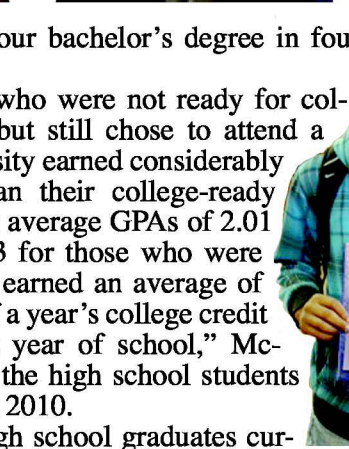 our bachelor's degree in fou
who were not ready for col-
but still chose to attend a
sity earned considerably
an their college-ready
average GPAs of 2.01
3 for those who were
earned an average of
f a year's college credit
year of school,” Mc-
the high school students
2010.
gh school graduates cur-